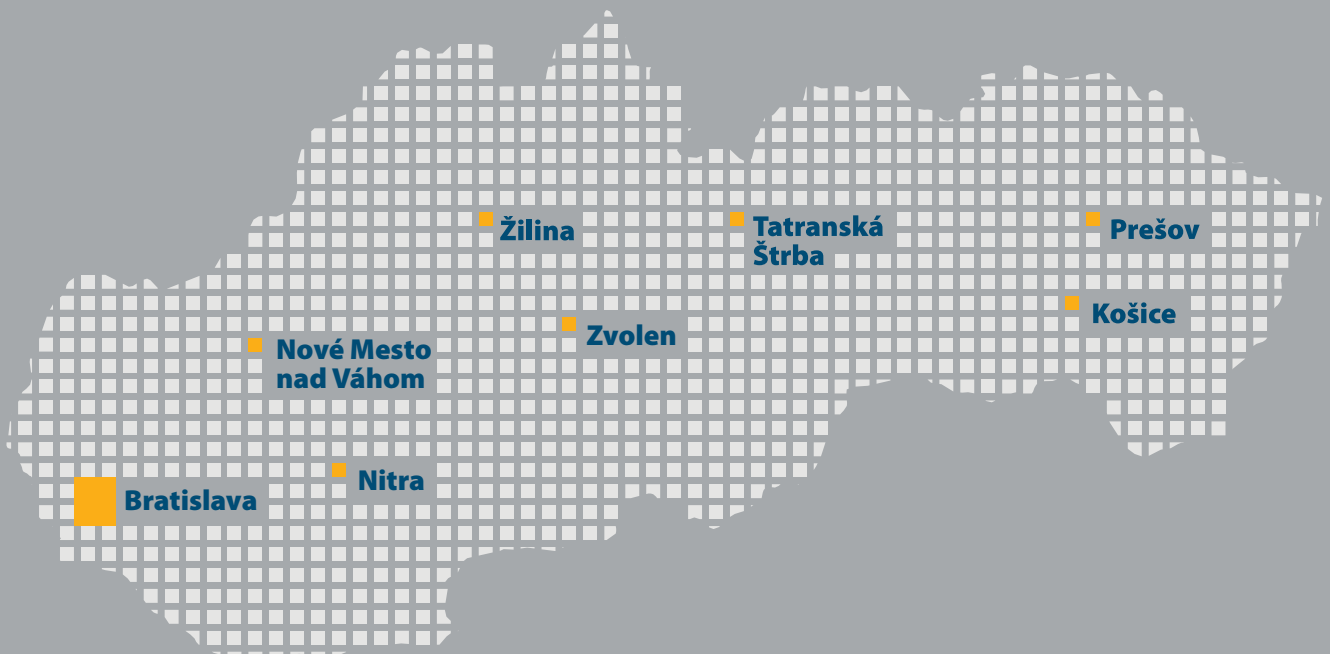 Žilina
Tatranská
Štrba
Prešov
Košice
Zvolen
Nové Mesto
nad Váhom
Nitra
Bratislava